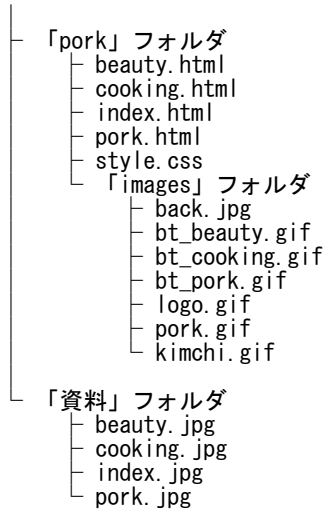 「pork」フォルダ
beauty.html
cooking.html
index.html
pork.html
style.css
「images」フォルダ
back.jpg
bt_beauty.gif
bt_cooking.gif
bt_pork.gif
logo.gif
pork.gif
kimchi.gif
「資料」フォルダ
beauty.jpg
cooking.jpg
index.jpg
pork.jpg